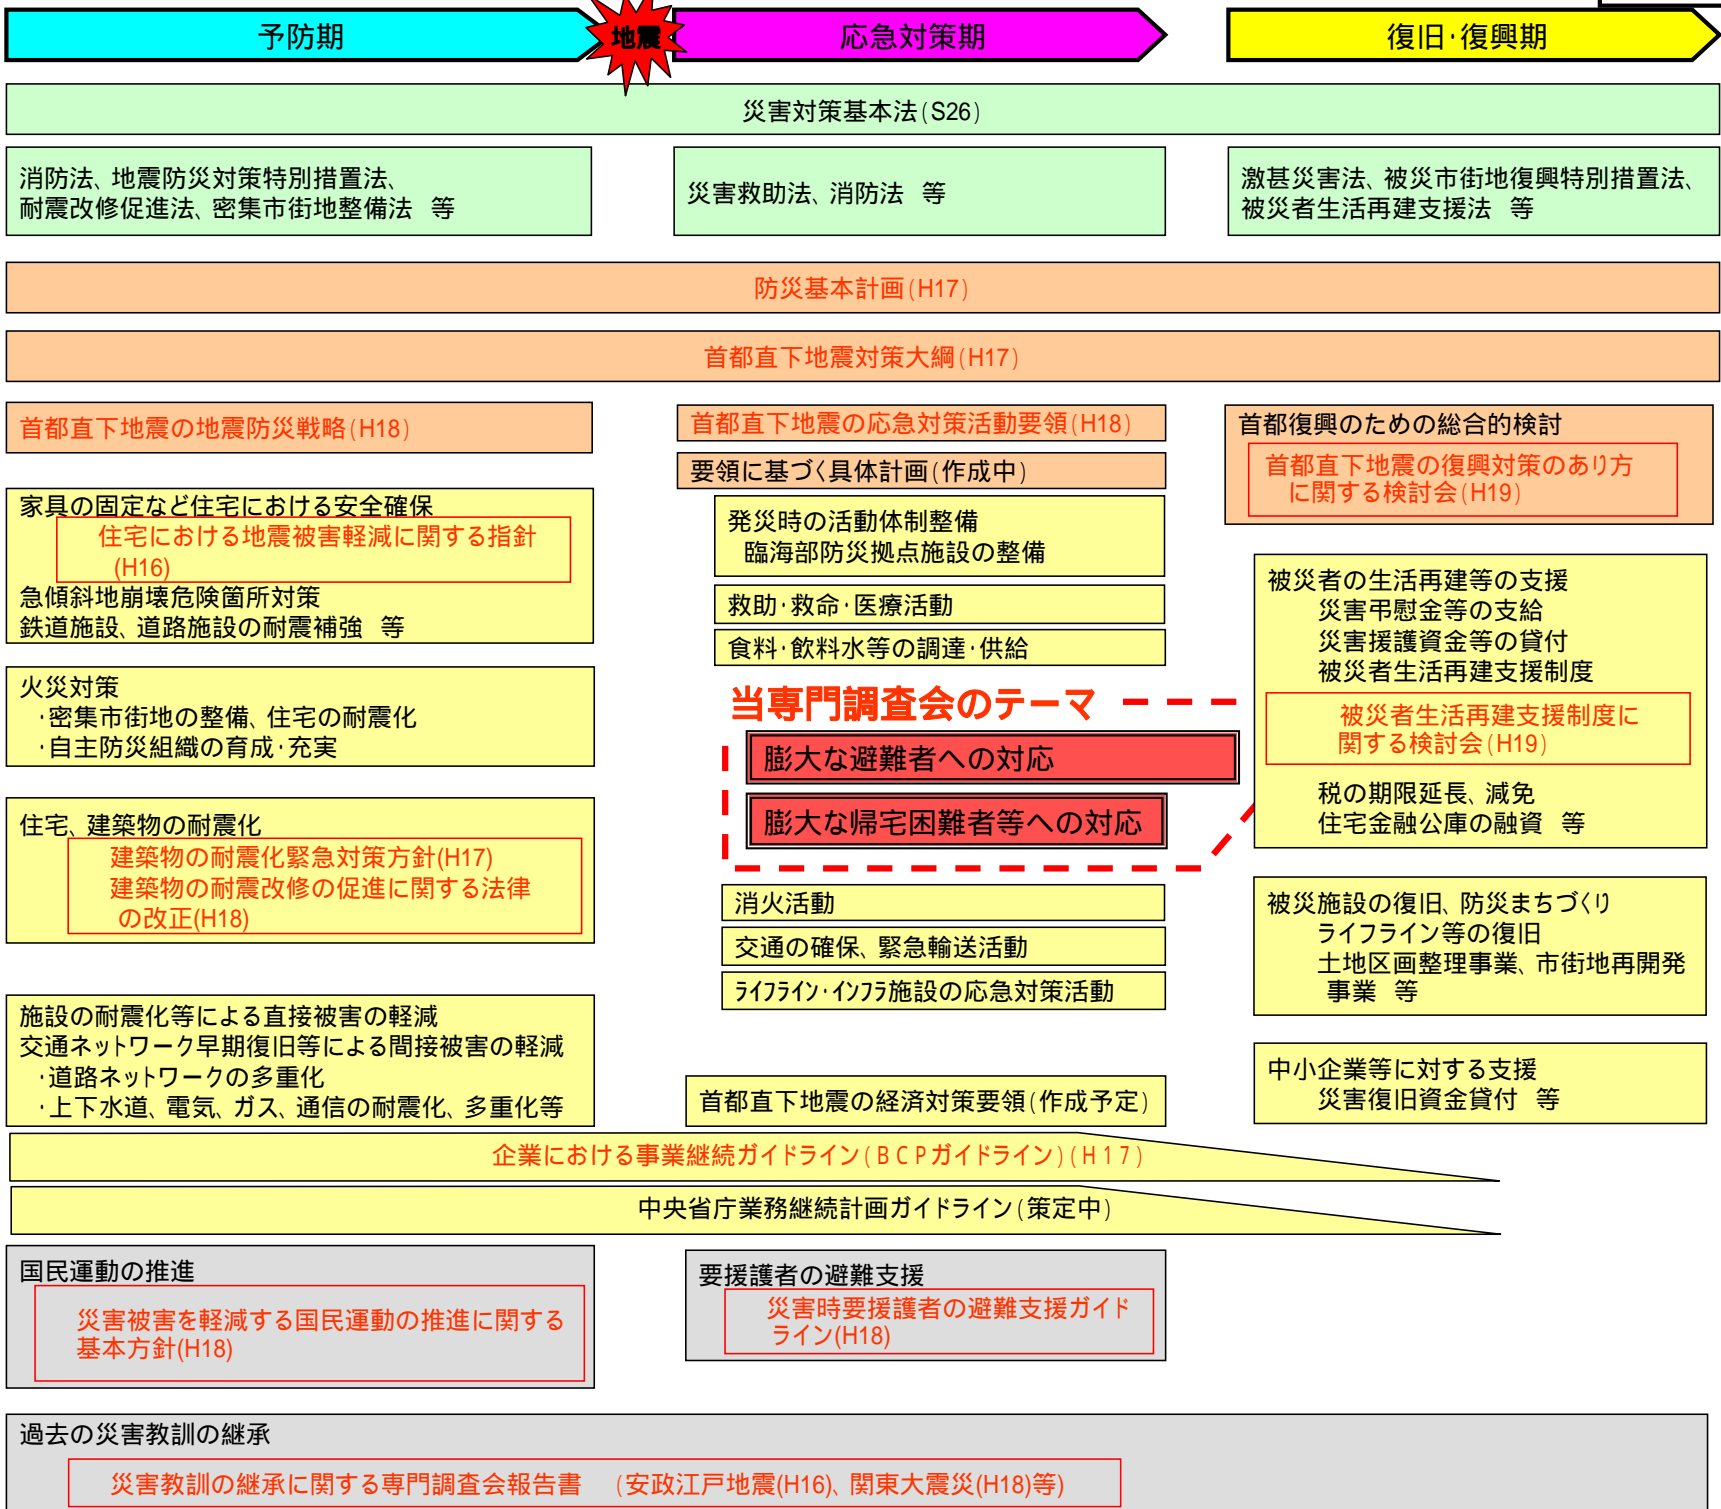 予防期
地震
応急対策期
復旧・復興期
災害対策基本法(S26)
消防法、地震防災対策特別措置法、
耐震改修促進法、密集市街地整備法 等
災害救助法、消防法 等
激甚災害法、被災市街地復興特別措置法、
被災者生活再建支援法 等
防災基本計画(H17)
首都直下地震対策大綱(H17)
首都直下地震の地震防災戦略(H18)
家具の固定など住宅における安全確保
住宅における地震被害軽減に関する指針
(H16)
急傾斜地崩壊危険箇所対策
鉄道施設、道路施設の耐震補強 等
火災対策
・密集市街地の整備、住宅の耐震化
・自主防災組織の育成・充実
住宅、建築物の耐震化
建築物の耐震化緊急対策方針(H17)
建築物の耐震改修の促進に関する法律
の改正(H18)
施設の耐震化等による直接被害の軽減
交通ネットワーク早期復旧等による間接被害の軽減
・道路ネットワークの多重化
・上下水道、電気、ガス、通信の耐震化、多重化等
首都直下地震の応急対策活動要領(H18)
要領に基づく具体計画(作成中)
発災時の活動体制整備
臨海部防災拠点施設の整備
救助・救命・医療活動
食料・飲料水等の調達・供給
当専門調査会のテーマ
膨大な避難者への対応
膨大な帰宅困難者等への対応
消火活動
交通の確保、緊急輸送活動
ライフライン・インフラ施設の応急対策活動
首都直下地震の経済対策要領(作成予定)
首都復興のための総合的検討
首都直下地震の復興対策のあり方
に関する検討会(H19)
被災者の生活再建等の支援
災害弔慰金等の支給
災害援護資金等の貸付
被災者生活再建支援制度
被災者生活再建支援制度に
関する検討会(H19)
税の期限延長、減免
住宅金融公庫の融資 等
被災施設の復旧、防災まちづくり
ライフライン等の復旧
土地区画整理事業、市街地再開発
事業 等
中小企業等に対する支援
災害復旧資金貸付 等
企業における事業継続ガイドライン(BCPガイドライン)(H17)
中央省庁業務継続計画ガイドライン(策定中)
国民運動の推進
災害被害を軽減する国民運動の推進に関する
基本方針(H18)
要援護者の避難支援
災害時要援護者の避難支援ガイド
ライン(H18)
過去の災害教訓の継承
災害教訓の継承に関する専門調査会報告書 (安政江戸地震(H16)、関東大震災(H18)等)